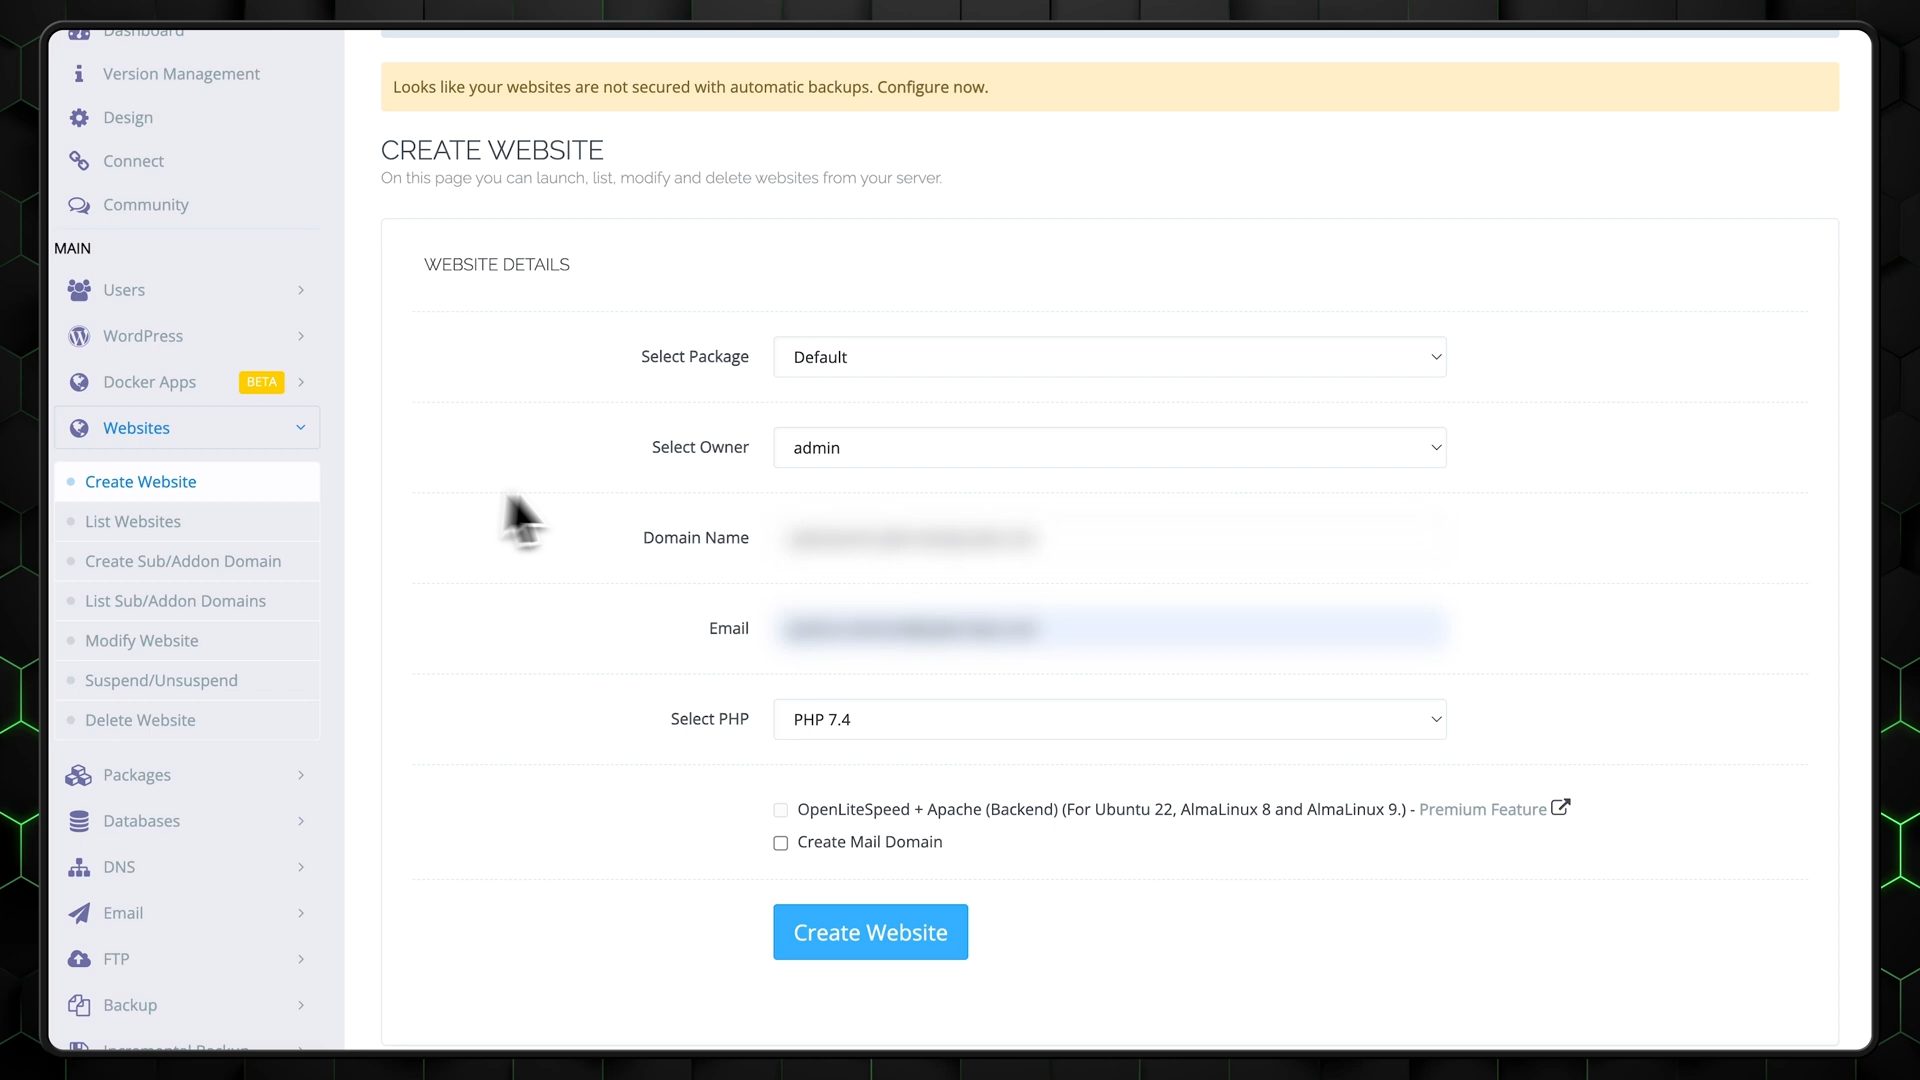 Dashboard
Version Management
Design
Connect
Community
MAIN
Users
WordPress
Docker Apps BETA
Websites
Create Website
List Websites
Create Sub/Addon Domain
List Sub/Addon Domains
Modify Website
Suspend/Unsuspend
Delete Website
Packages
Databases
DNS
Email
FTP
Backup
Incremental Backup
Looks like your websites are not secured with automatic backups. Configure now.
CREATE WEBSITE
On this page you can launch, list, modify and delete websites from your server.
WEBSITE DETAILS
Select Package Default
Select Owner admin
Domain Name
Email
Select PHP PHP 7.4
OpenLiteSpeed + Apache (Backend) (For Ubuntu 22, AlmaLinux 8 and AlmaLinux 9.) - Premium Feature
Create Mail Domain
Create Website